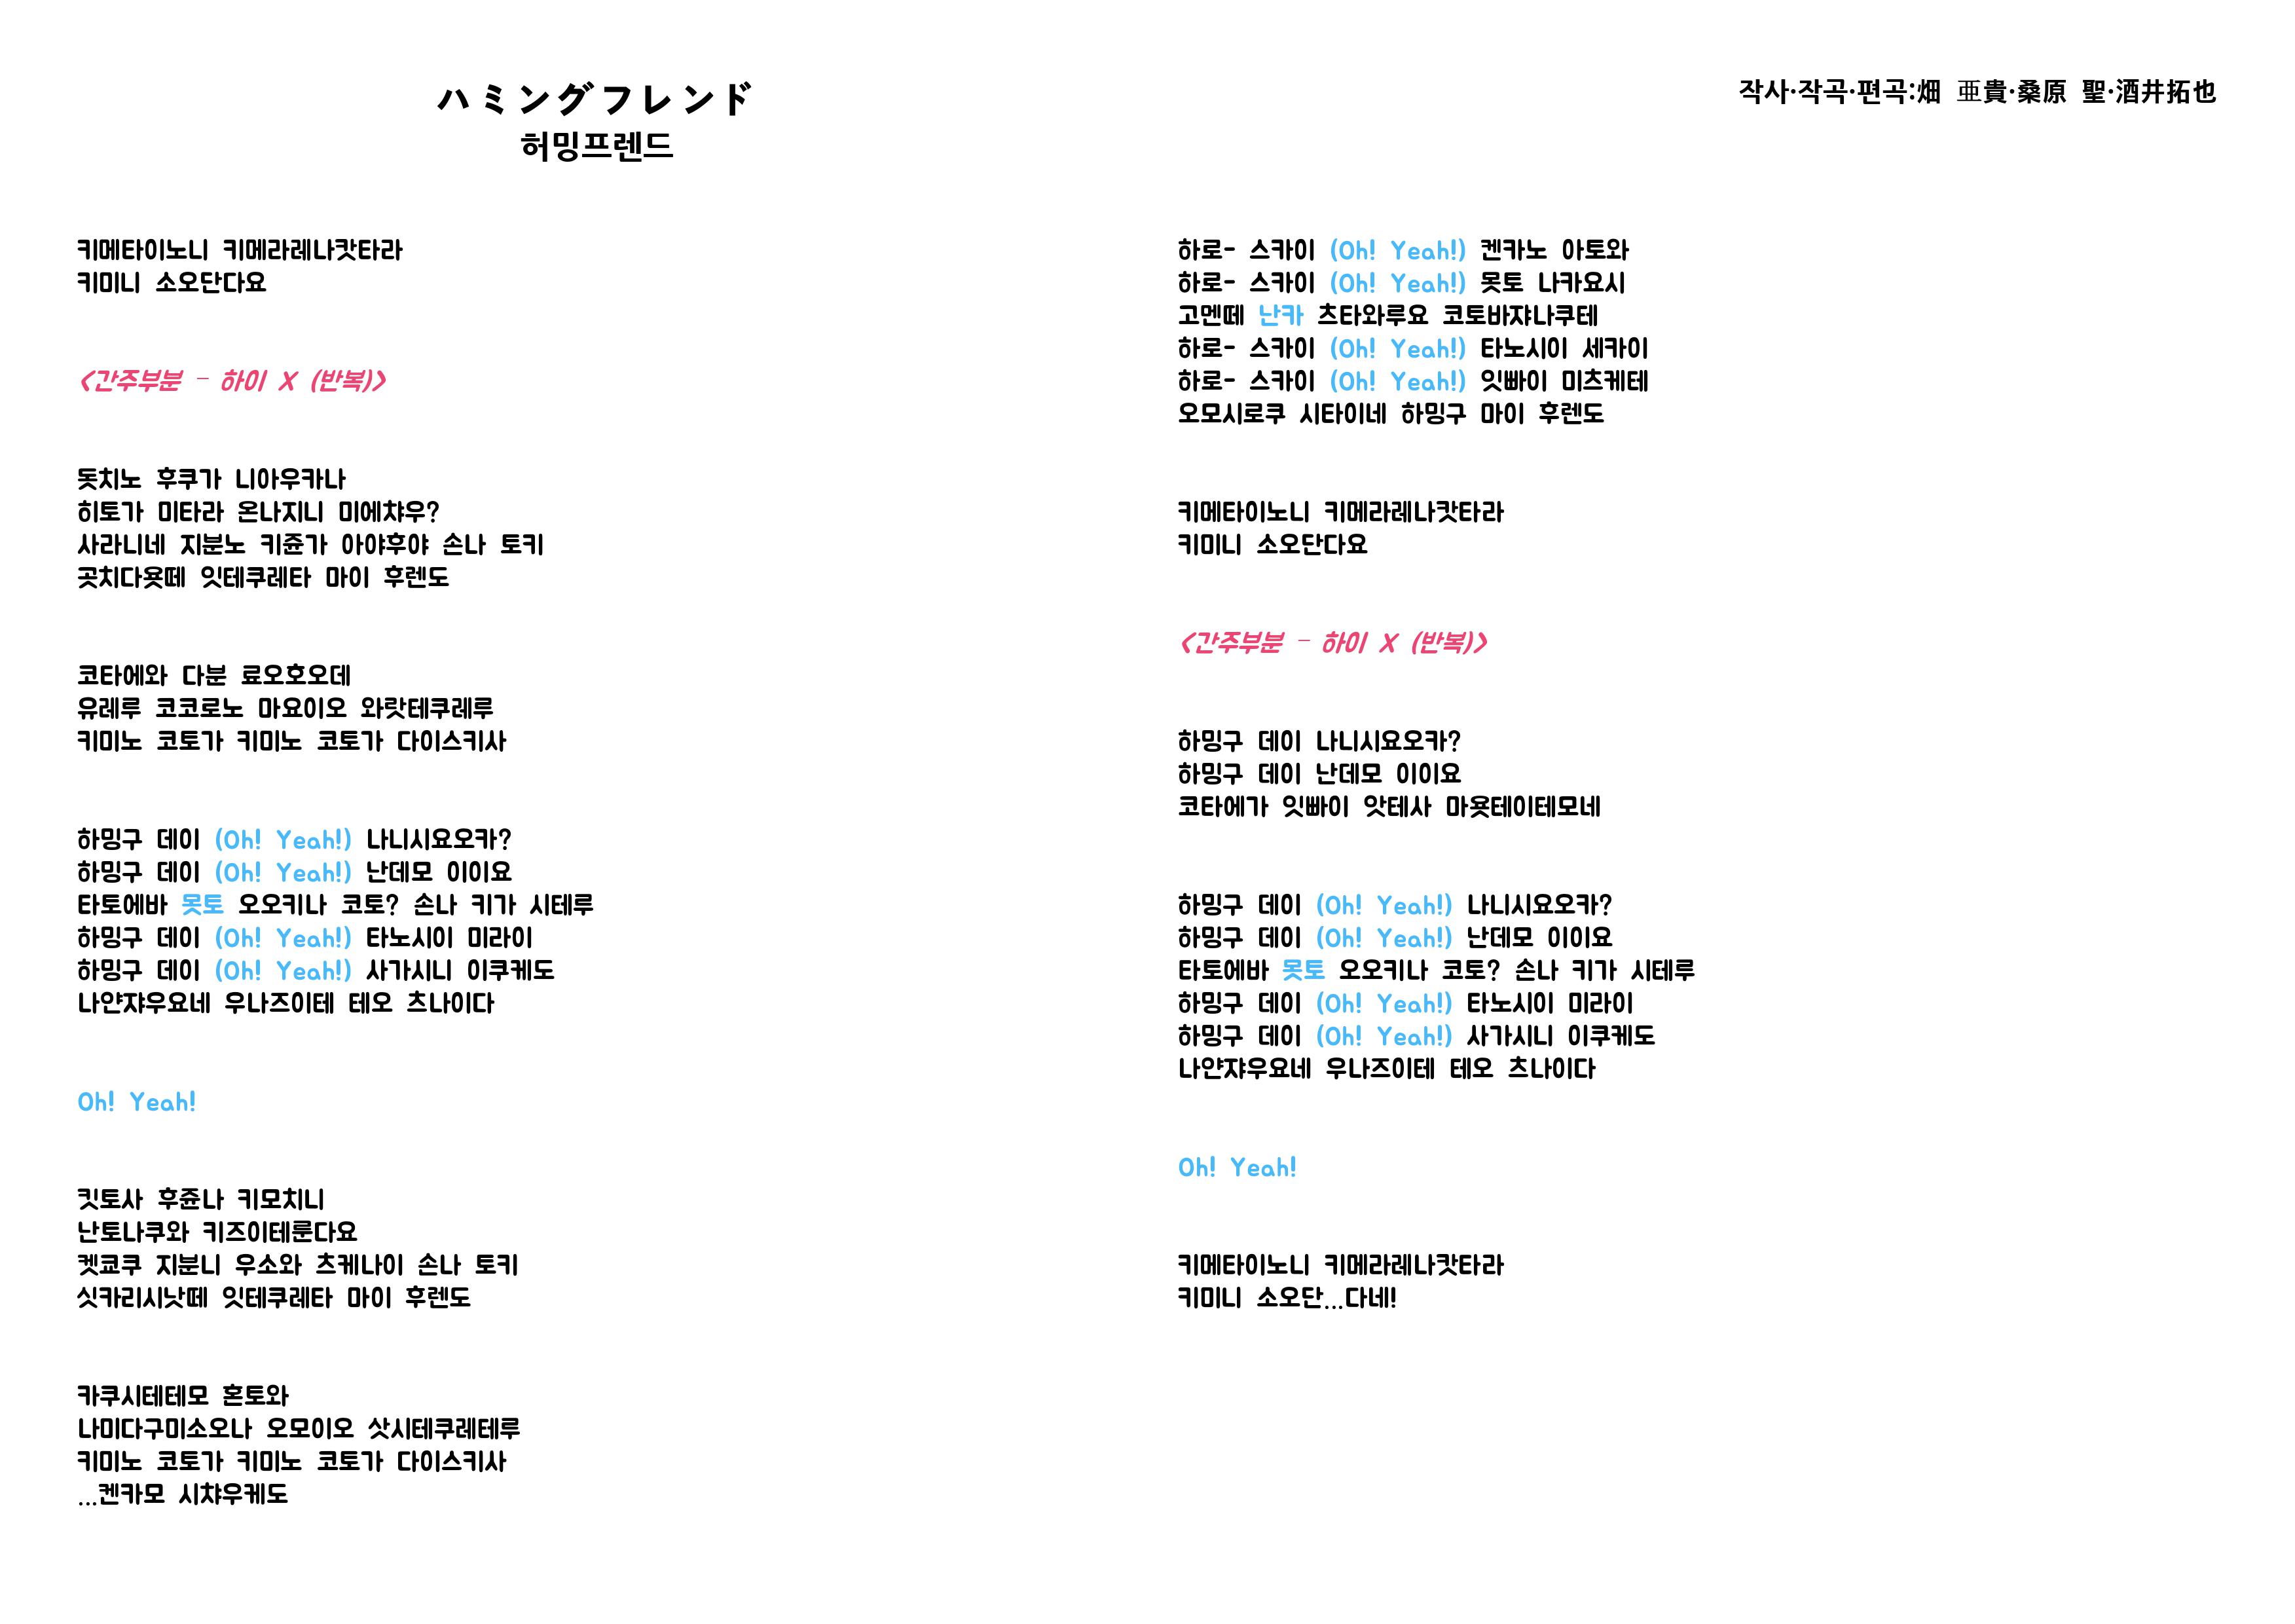 ハミングフレンド
허밍프렌드
작사·작곡·편곡:畑 亜貴·桑原 聖·酒井拓也
키메타이노니 키메라레나캇타라
키미니 소오단다요
<간주부분 - 하이 X (반복)>
돗치노 후쿠가 니아우카나
히토가 미타라 온나지니 미에챠우?
사라니네 지분노 키쥰가 아야후야 손나 토키
곳치다욧떼 잇테쿠레타 마이 후렌도
코타에와 다분 료오호오데
유레루 코코로노 마요이오 와랏테쿠레루
키미노 코토가 키미노 코토가 다이스키사
하밍구 데이 (Oh! Yeah!) 나니시요오카?
하밍구 데이 (Oh! Yeah!) 난데모 이이요
타토에바 못토 오오키나 코토? 손나 키가 시테루
하밍구 데이 (Oh! Yeah!) 타노시이 미라이
하밍구 데이 (Oh! Yeah!) 사가시니 이쿠케도
나얀쟈우요네 우나즈이테 테오 츠나이다
Oh! Yeah!
킷토사 후쥰나 키모치니
난토나쿠와 키즈이테룬다요
켓쿄쿠 지분니 우소와 츠케나이 손나 토키
싯카리시낫떼 잇테쿠레타 마이 후렌도
카쿠시테테모 혼토와
나미다구미소오나 오모이오 삿시테쿠레테루
키미노 코토가 키미노 코토가 다이스키사
...켄카모 시챠우케도
하로- 스카이 (Oh! Yeah!) 켄카노 아토와
하로- 스카이 (Oh! Yeah!) 못토 나카요시
고멘떼 난카 츠타와루요 코토바쟈나쿠테
하로- 스카이 (Oh! Yeah!) 타노시이 세카이
하로- 스카이 (Oh! Yeah!) 잇빠이 미츠케테
오모시로쿠 시타이네 하밍구 마이 후렌도
키메타이노니 키메라레나캇타라
키미니 소오단다요
<간주부분 - 하이 X (반복)>
하밍구 데이 나니시요오카?
하밍구 데이 난데모 이이요
코타에가 잇빠이 앗테사 마욧테이테모네
하밍구 데이 (Oh! Yeah!) 나니시요오카?
하밍구 데이 (Oh! Yeah!) 난데모 이이요
타토에바 못토 오오키나 코토? 손나 키가 시테루
하밍구 데이 (Oh! Yeah!) 타노시이 미라이
하밍구 데이 (Oh! Yeah!) 사가시니 이쿠케도
나얀쟈우요네 우나즈이테 테오 츠나이다
Oh! Yeah!
키메타이노니 키메라레나캇타라
키미니 소오단...다네!